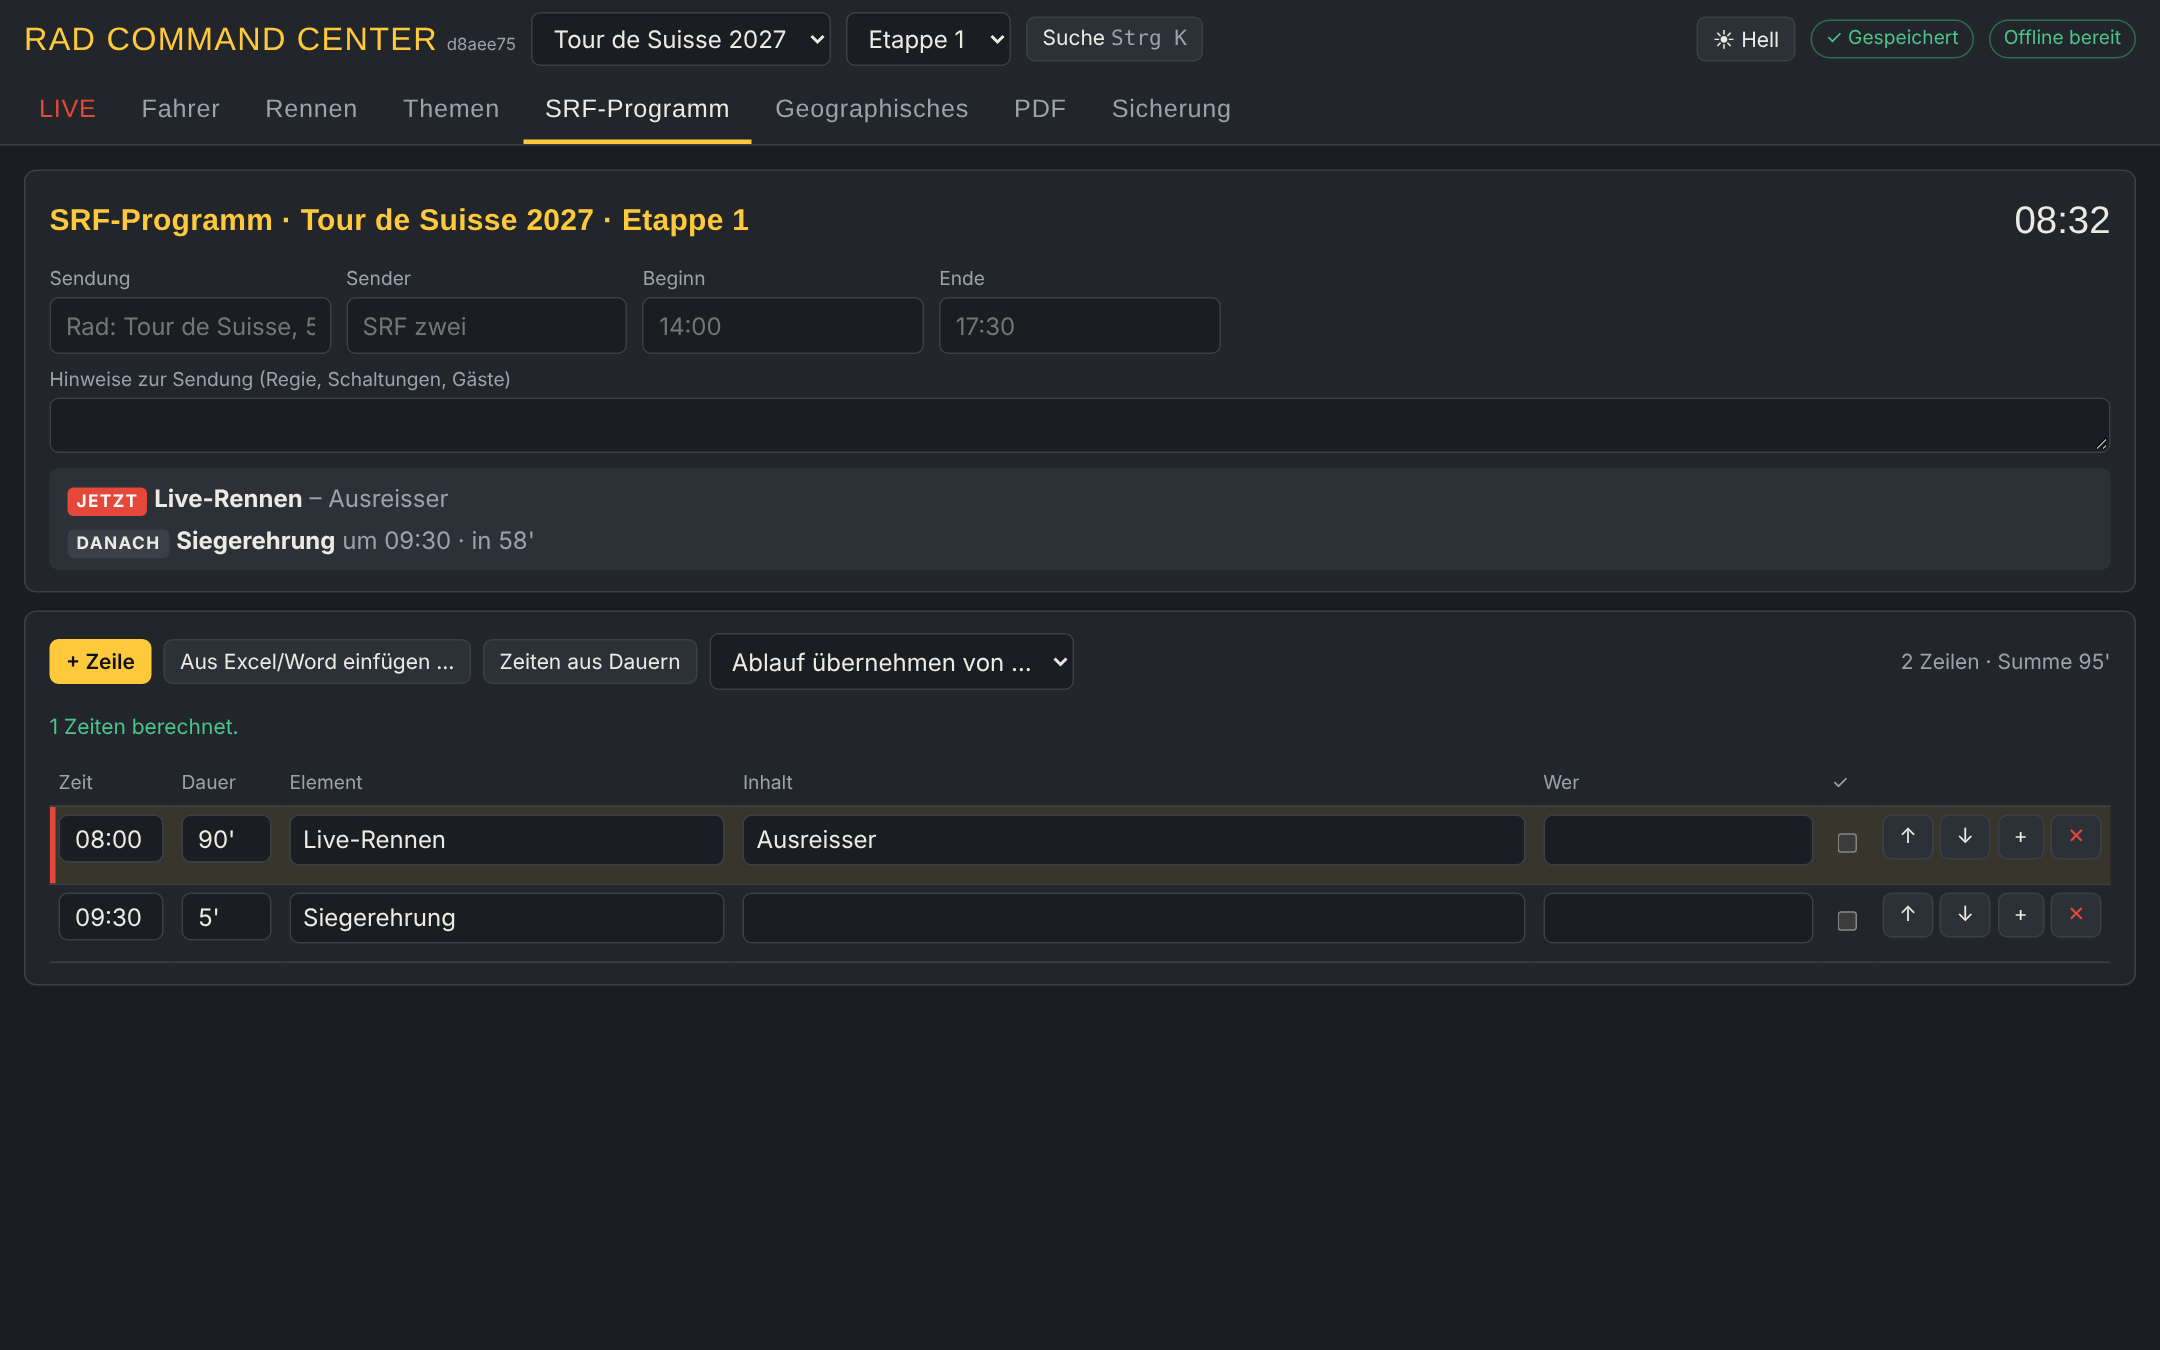 RAD COMMAND CENTER d8aee75 Tour de Suisse 2027 Etappe 1 Suche Strg K ☀ Hell ✓ Gespeichert Offline bereit
LIVE Fahrer Rennen Themen SRF-Programm Geographisches PDF Sicherung
SRF-Programm · Tour de Suisse 2027 · Etappe 1 08:32
Sendung Sender Beginn Ende
Rad: Tour de Suisse, 5 SRF zwei 14:00 17:30
Hinweise zur Sendung (Regie, Schaltungen, Gäste)
JETZT Live-Rennen – Ausreisser
DANACH Siegerehrung um 09:30 · in 58'
+ Zeile Aus Excel/Word einfügen ... Zeiten aus Dauern Ablauf übernehmen von ... 2 Zeilen · Summe 95'
1 Zeiten berechnet.
Zeit Dauer Element Inhalt Wer ✓
08:00 90' Live-Rennen Ausreisser ↑ ↓ + ✕
09:30 5' Siegerehrung ↑ ↓ + ✕